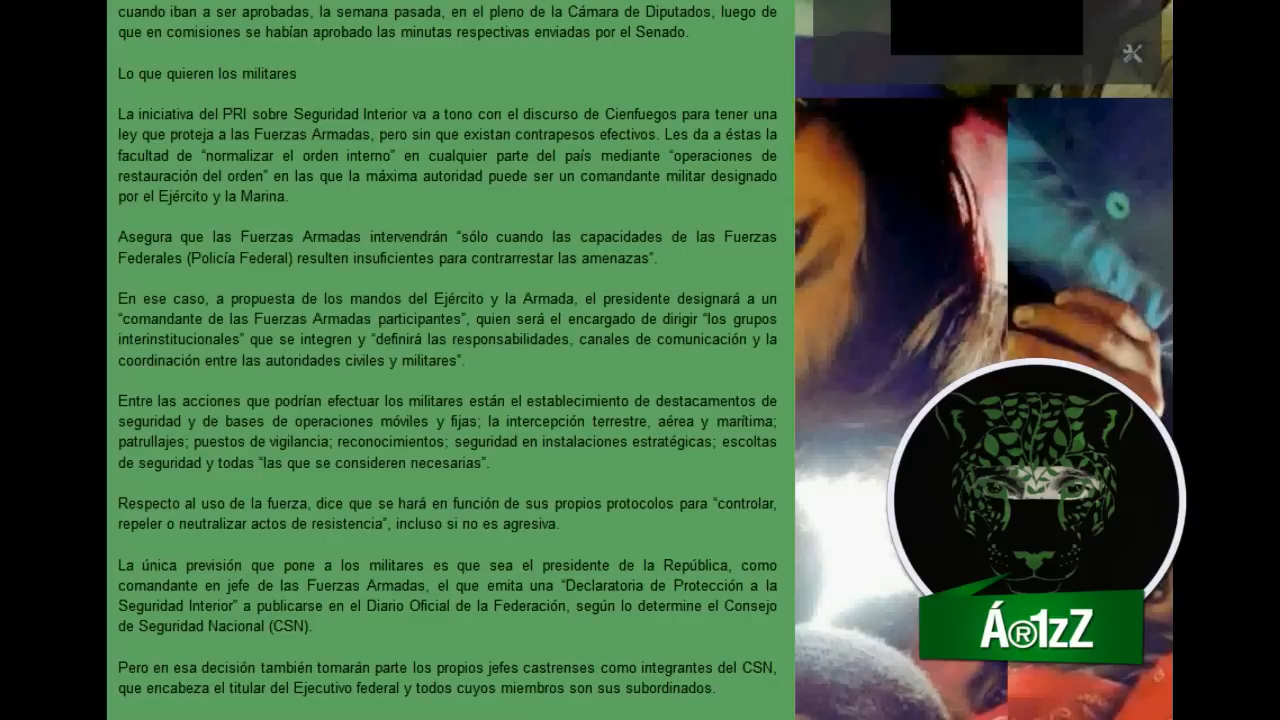 cuando iban a ser aprobadas, la semana pasada, en el pleno de la Cámara de Diputados, luego de
que en comisiones se habían aprobado las minutas respectivas enviadas por el Senado.
Lo que quieren los militares
La iniciativa del PRI sobre Seguridad Interior va a tono con el discurso de Cienfuegos para tener una
ley que proteja a las Fuerzas Armadas, pero sin que existan contrapesos efectivos. Les da a éstas la
facultad de “normalizar el orden interno” en cualquier parte del país mediante “operaciones de
restauración del orden” en las que la máxima autoridad puede ser un comandante militar designado
por el Ejército y la Marina.
Asegura que las Fuerzas Armadas intervendrán “sólo cuando las capacidades de las Fuerzas
Federales (Policía Federal) resulten insuficientes para contrarrestar las amenazas”.
En ese caso, a propuesta de los mandos del Ejército y la Armada, el presidente designará a un
“comandante de las Fuerzas Armadas participantes”, quien será el encargado de dirigir “los grupos
interinstitucionales” que se integren y “definirá las responsabilidades, canales de comunicación y la
coordinación entre las autoridades civiles y militares”.
Entre las acciones que podrían efectuar los militares están el establecimiento de destacamentos de
seguridad y de bases de operaciones móviles y fijas; la intercepción terrestre, aérea y marítima;
patrullajes; puestos de vigilancia; reconocimientos; seguridad en instalaciones estratégicas; escoltas
de seguridad y todas “las que se consideren necesarias”.
Respecto al uso de la fuerza, dice que se hará en función de sus propios protocolos para “controlar,
repeler o neutralizar actos de resistencia”, incluso si no es agresiva.
La única previsión que pone a los militares es que sea el presidente de la República, como
comandante en jefe de las Fuerzas Armadas, el que emita una “Declaratoria de Protección a la
Seguridad Interior” a publicarse en el Diario Oficial de la Federación, según lo determine el Consejo
de Seguridad Nacional (CSN).
Pero en esa decisión también tomarán parte los propios jefes castrenses como integrantes del CSN,
que encabeza el titular del Ejecutivo federal y todos cuyos miembros son sus subordinados.
Á®1zZ